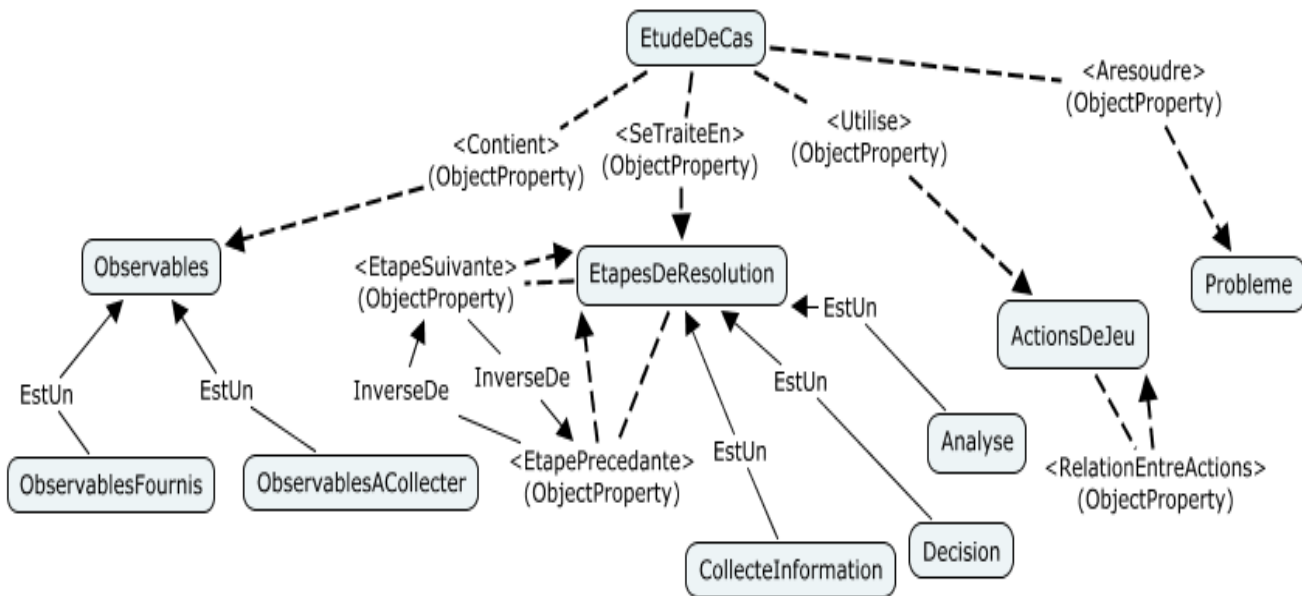 EtudeDeCas
<Aresoudre>
(ObjectProperty)
<Contient>
(ObjectProperty)
<SeTraiteEn>
(ObjectProperty)
<Utilise>
(ObjectProperty)
Observables
<EtapeSuivante>
(ObjectProperty)
EtapesDeResolution
Probleme
EstUn
ActionsDeJeu
EstUn
EstUn
InverseDe
InverseDe
EstUn
ObservablesFournis
ObservablesACollecter
<EtapePrecedante>
(ObjectProperty)
EstUn
Analyse
<RelationEntreActions>
(ObjectProperty)
CollecteInformation
Decision